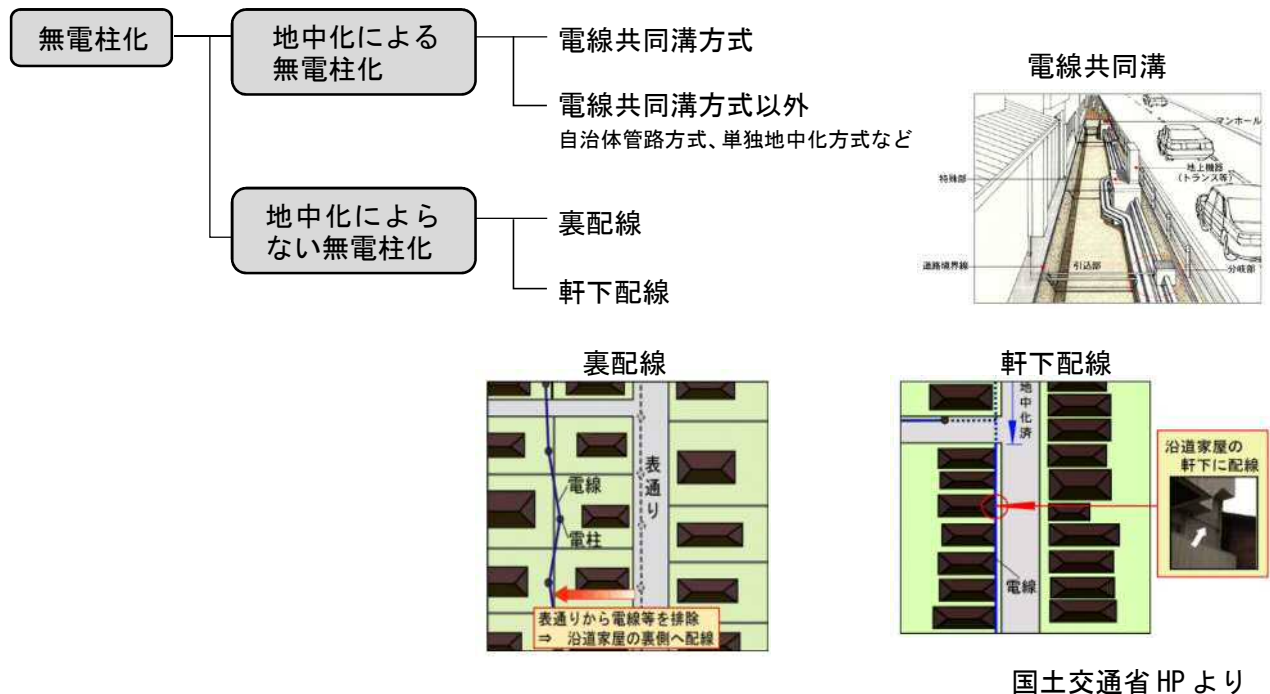 無電柱化
地中化による
無電柱化
電線共同溝方式
電線共同溝方式以外
自治体管路方式、単独地中化方式など
地中化によら
ない無電柱化
裏配線
軒下配線
電線共同溝
マンホール
地上機器
(トランス等)
特殊部
道路境界線
引込部
分岐部
裏配線
表通り
電線
電柱
表通りから電線等を排除
⇒ 沿道家屋の裏側へ配線
軒下配線
地中化済
沿道家屋の
軒下に配線
電線
国土交通省 HP より